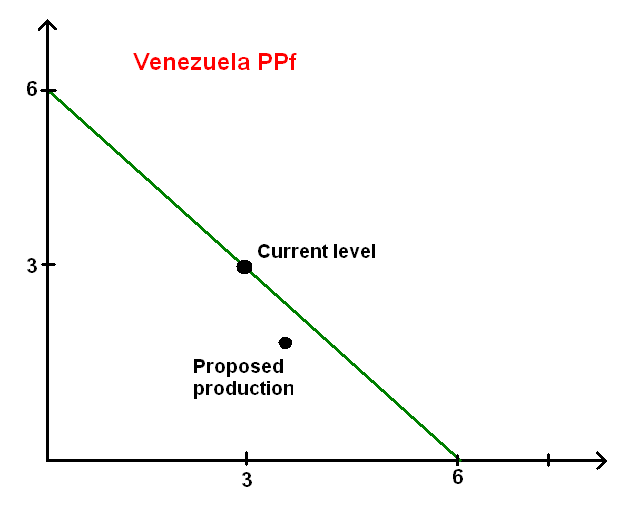 Venezuela PPf
6
Current level
3
Proposed
production
3
6